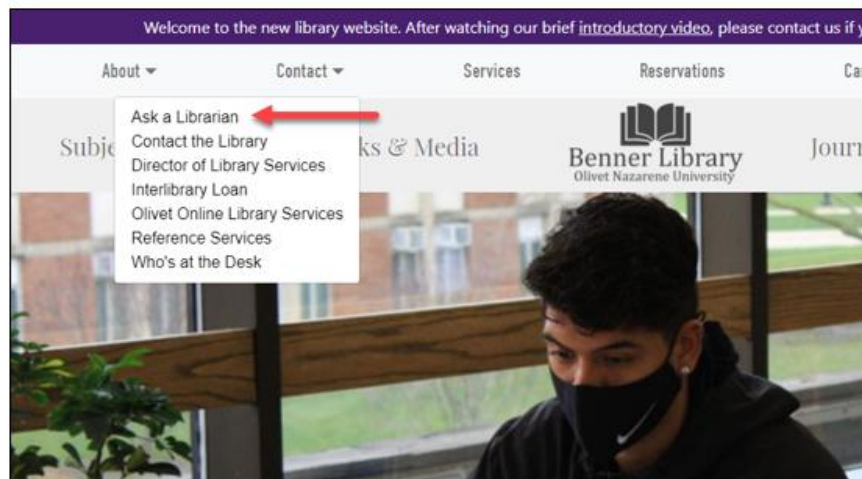 Welcome to the new library website. After watching our brief introductory video, please contact us if
About Contact Services Reservations
Ask a Librarian
Contact the Library
Director of Library Services
Interlibrary Loan
Olivet Online Library Services
Reference Services
Who's at the Desk
Subje ks & Media
Benner Library
Olivet Nazarene University
Journ